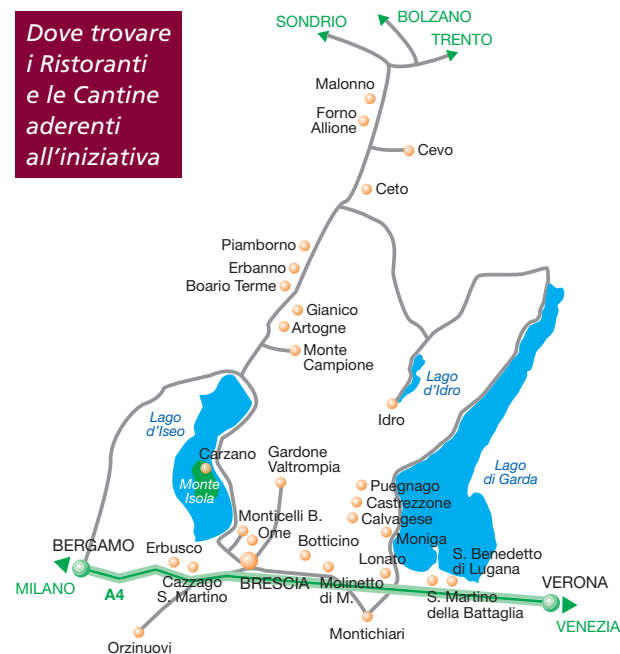 Dove trovare
i Ristoranti
e le Cantine
aderenti
all'iniziativa
SONDRIO
BOLZANO
TRENTO
Malonno
Forno
Allione
Cevo
Ceto
Piamborno
Erbanno
Boario Terme
Gianico
Artogne
Monte
Campione
Lago
d'Idro
Idro
Lago
d'Iseo
Carzano
Monte
Isola
Gardone
Valtrompia
Lago
di Garda
Puegnago
Castrezzone
Calvagese
Moniga
Monticelli B.
Ome
Botticino
Lonato
S. Benedetto
di Lugana
BERGAMO
Erbusco
MILANO
A4
Cazzago
S. Martino
BRESCIA
Molinetto
di M.
S. Martino
della Battaglia
VERONA
VENEZIA
Orzinuovi
Montichiari